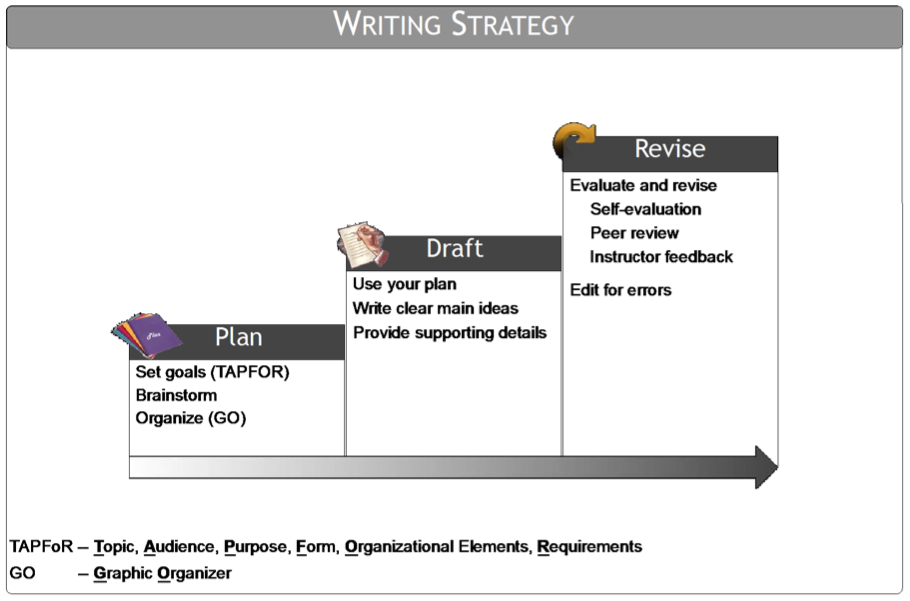 WRITING STRATEGY
Revise
Evaluate and revise
Self-evaluation
Peer review
Instructor feedback
Edit for errors
Draft
Use your plan
Write clear main ideas
Provide supporting details
Plan
Set goals (TAPFOR)
Brainstorm
Organize (GO)
TAPFoR – Topic, Audience, Purpose, Form, Organizational Elements, Requirements
GO – Graphic Organizer